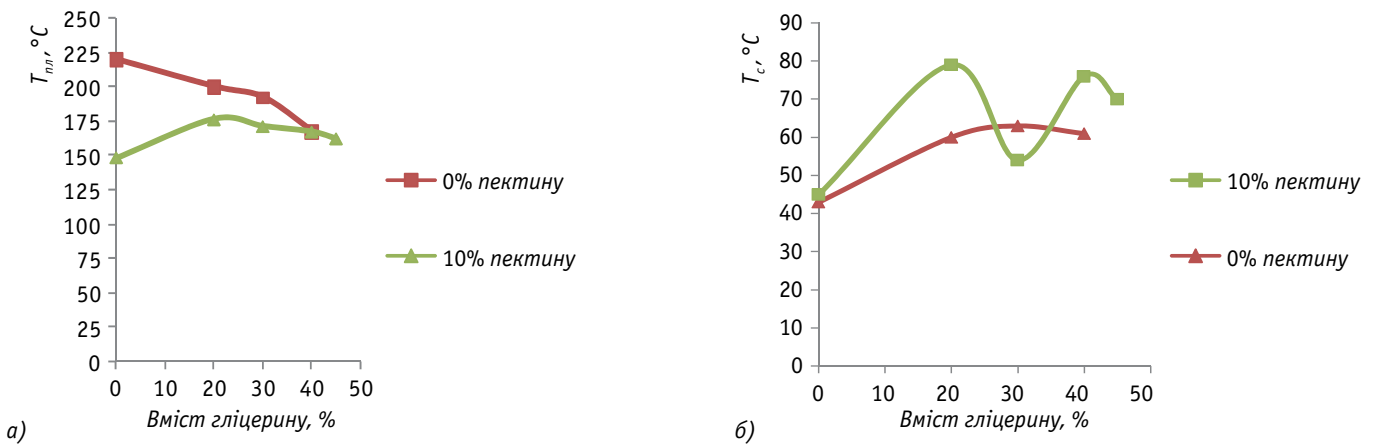 T пл, °C
250
225
200
175
150
125
100
75
50
25
0
0 10 20 30 40 50
Вміст гліцерину, %
0% пектину
10% пектину
а)
T с, °C
90
80
70
60
50
40
30
20
10
0
0 10 20 30 40 50
Вміст гліцерину, %
10% пектину
0% пектину
б)